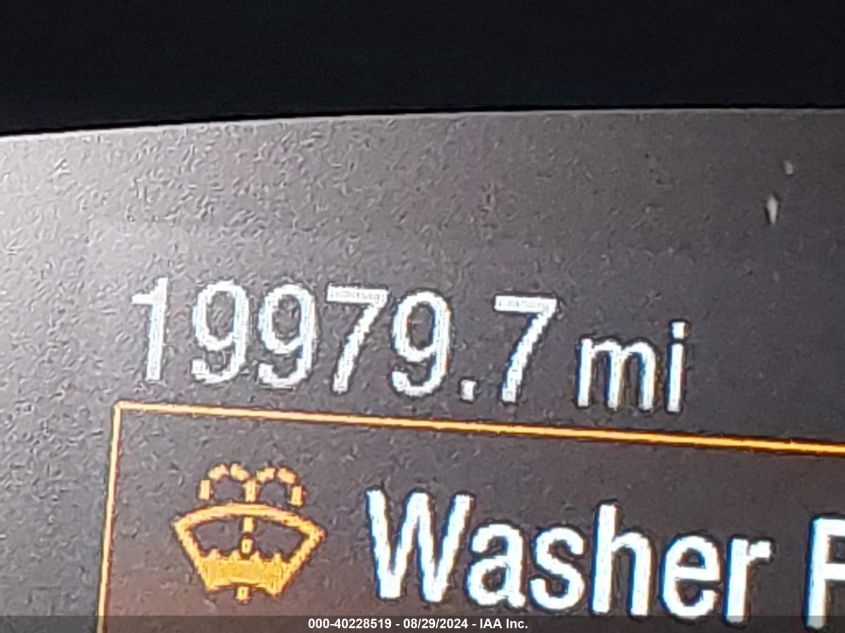 19979.7 mi
Washer F
000-40228519 - 08/29/2024 - IAA Inc.